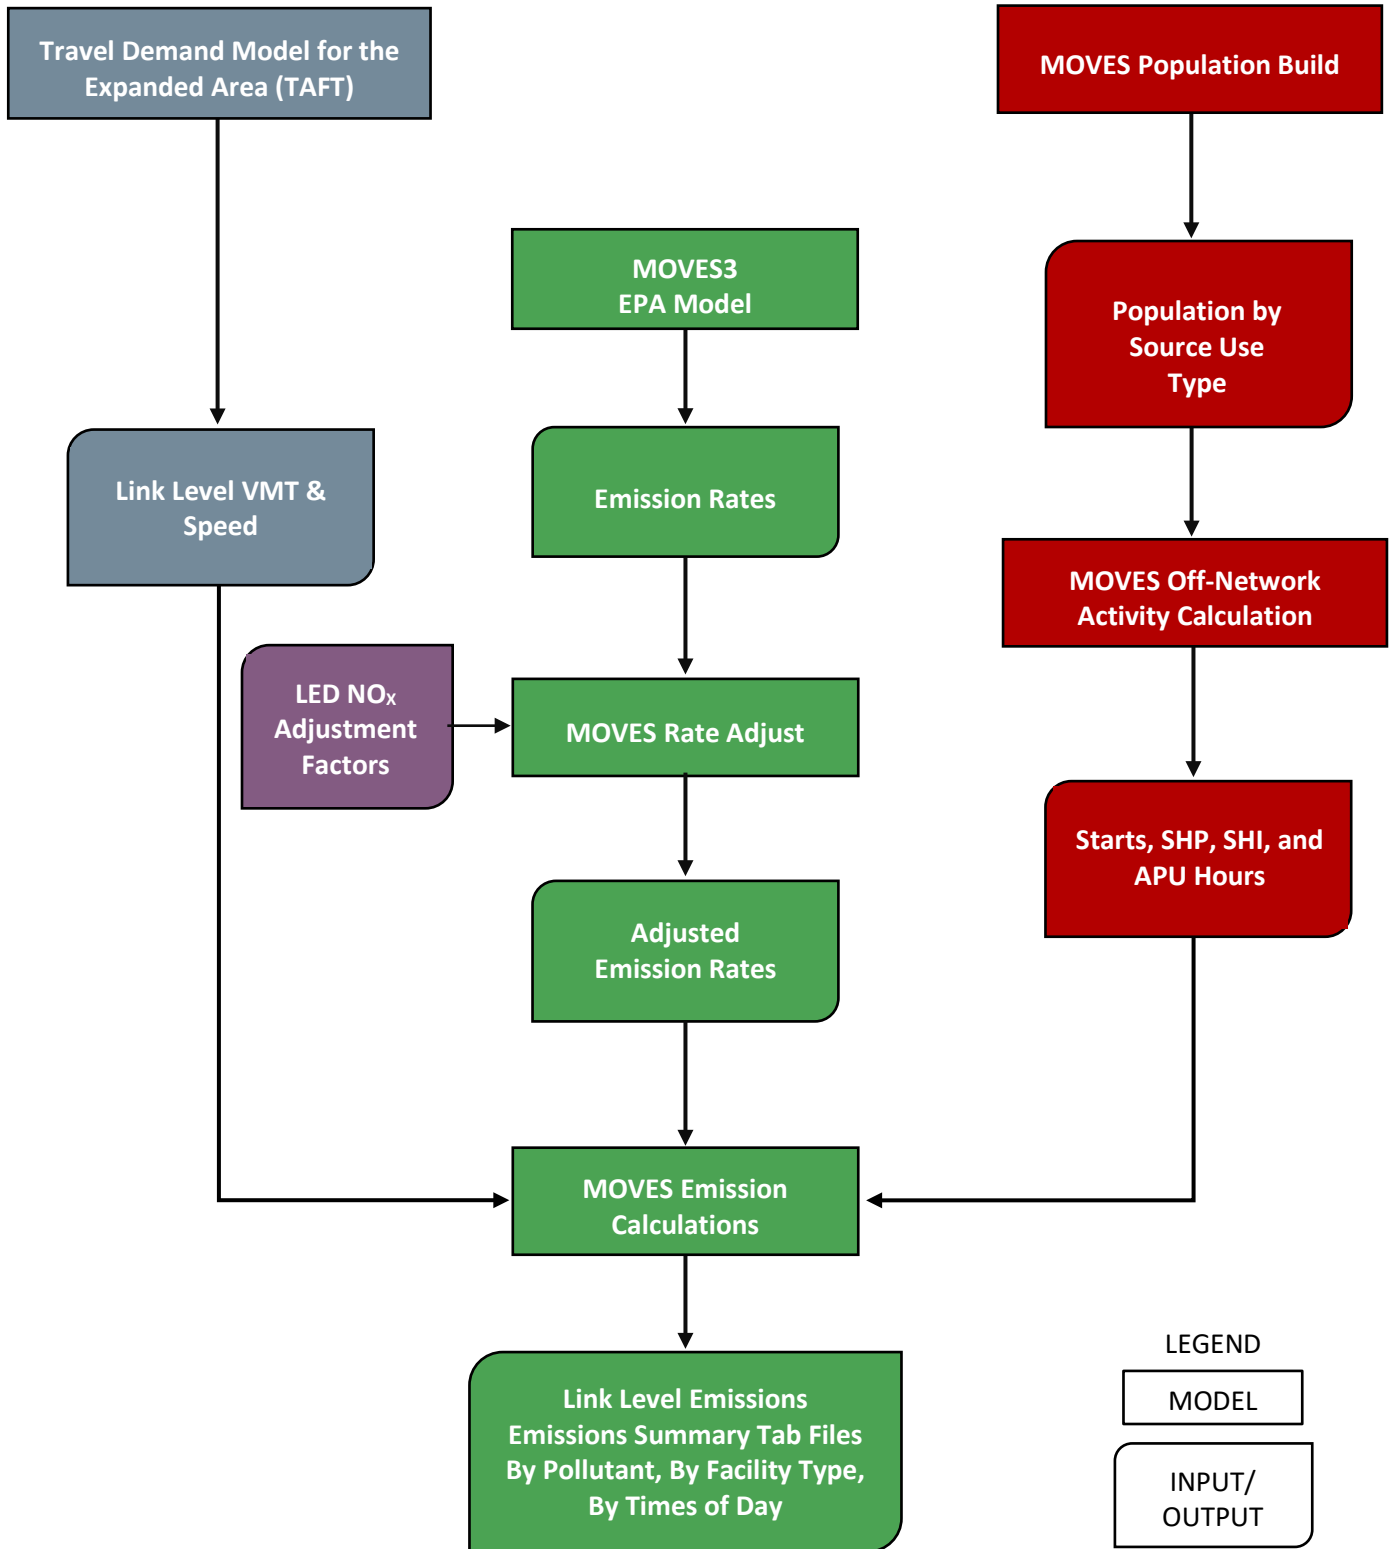 Travel Demand Model for the
Expanded Area (TAFT)
MOVES Population Build
MOVES3
EPA Model
Population by
Source Use
Type
Link Level VMT &
Speed
Emission Rates
MOVES Off-Network
Activity Calculation
LED NOX
Adjustment
Factors
MOVES Rate Adjust
Starts, SHP, SHI, and
APU Hours
Adjusted
Emission Rates
MOVES Emission
Calculations
Link Level Emissions
Emissions Summary Tab Files
By Pollutant, By Facility Type,
By Times of Day
LEGEND
MODEL
INPUT/
OUTPUT